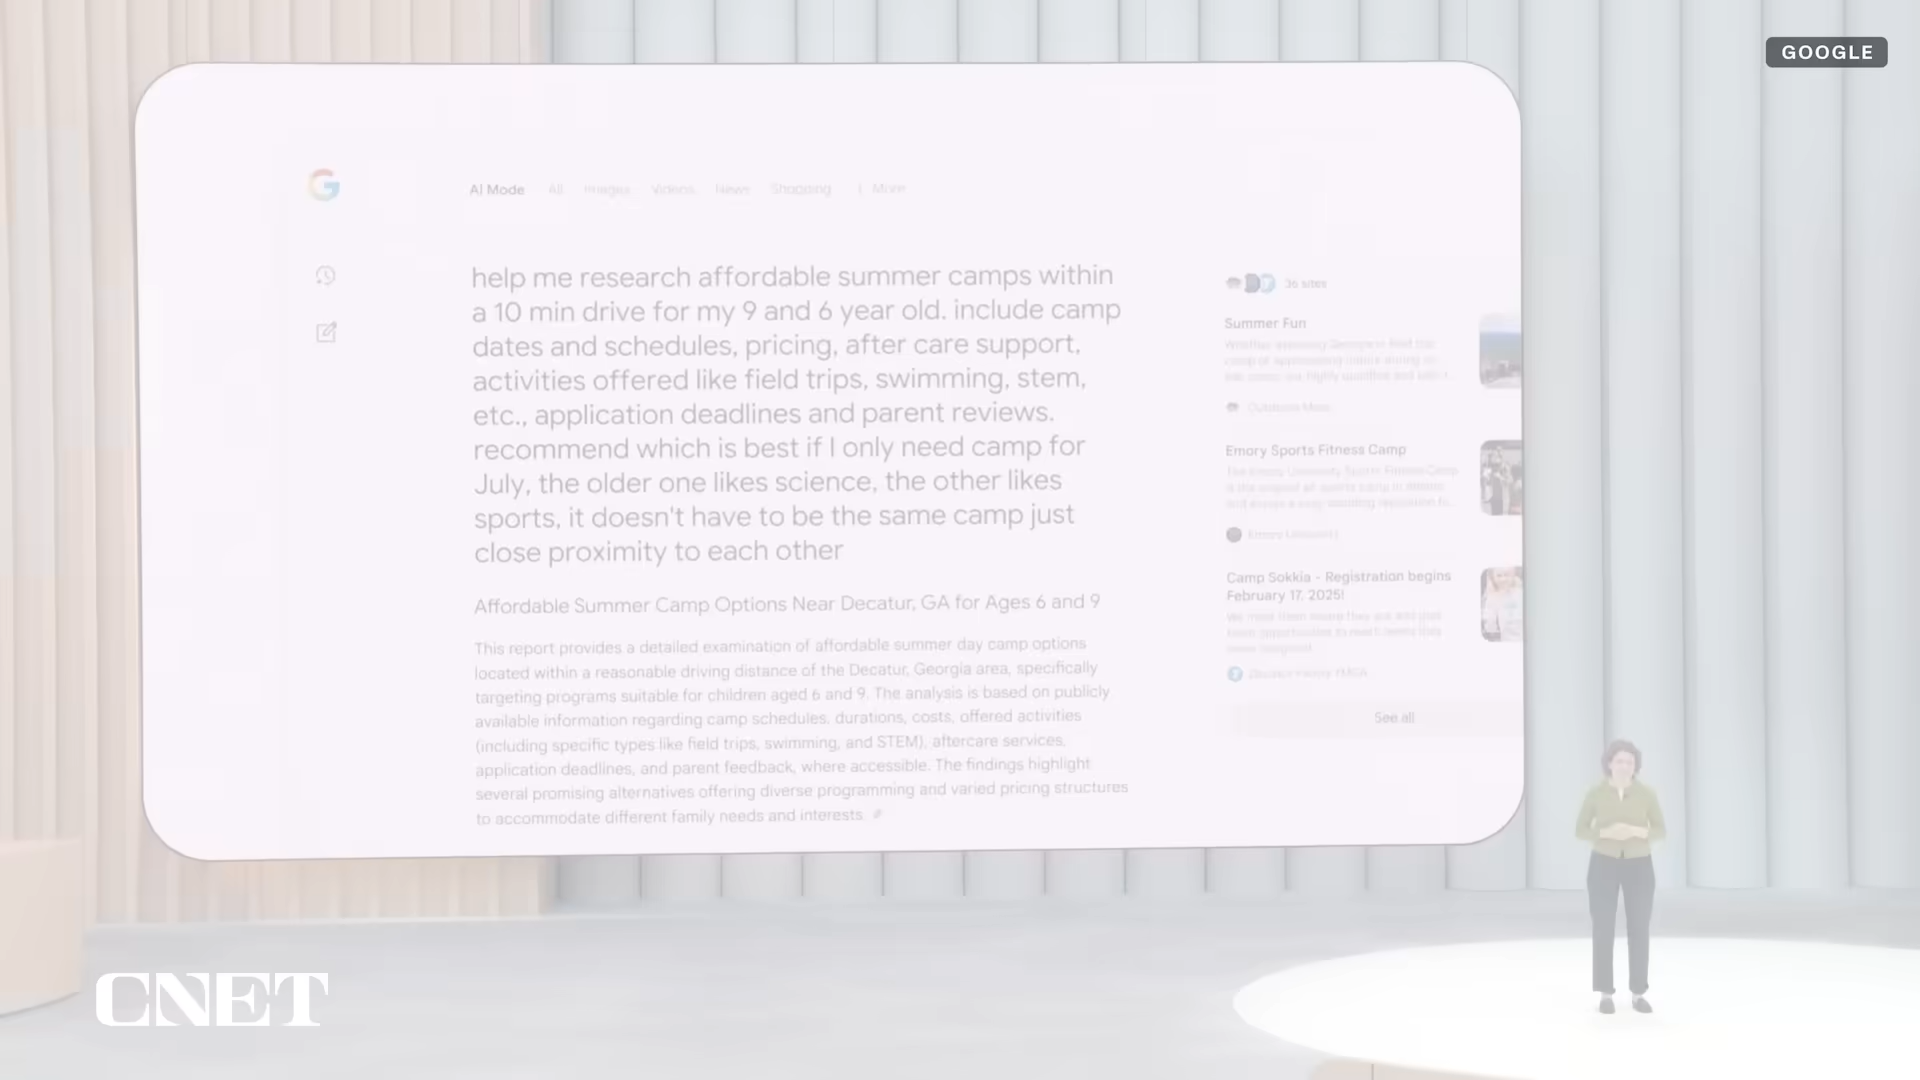 GOOGLE
AI Mode All Images Videos News Shopping | More
help me research affordable summer camps within
a 10 min drive for my 9 and 6 year old. include camp
dates and schedules, pricing, after care support,
activities offered like field trips, swimming, stem,
etc., application deadlines and parent reviews.
recommend which is best if I only need camp for
July, the older one likes science, the other likes
sports, it doesn't have to be the same camp just
close proximity to each other
Affordable Summer Camp Options Near Decatur, GA for Ages 6 and 9
This report provides a detailed examination of affordable summer day camp options
located within a reasonable driving distance of the Decatur, Georgia area, specifically
targeting programs suitable for children aged 6 and 9. The analysis is based on publicly
available information regarding camp schedules, durations, costs, offered activities
(including specific types like field trips, swimming, and STEM), aftercare services,
application deadlines, and parent feedback, where accessible. The findings highlight
several promising alternatives offering diverse programming and varied pricing structures
to accommodate different family needs and interests.
36 sites
Summer Fun
Emory Sports Fitness Camp
Camp Sokkia - Registration begins
February 17, 2025!
See all
CNET